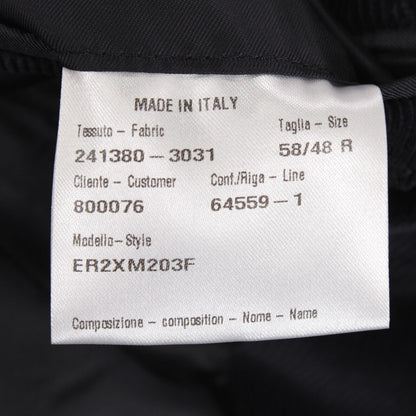 MADE IN ITALY
Tessuto – Fabric Taglia – Size
241380–3031 58/48 R
Cliente – Customer Conf./Riga – Line
800076 64559–1
Modello–Style
ER2XM203F
Composizione – composition – Nome – Name